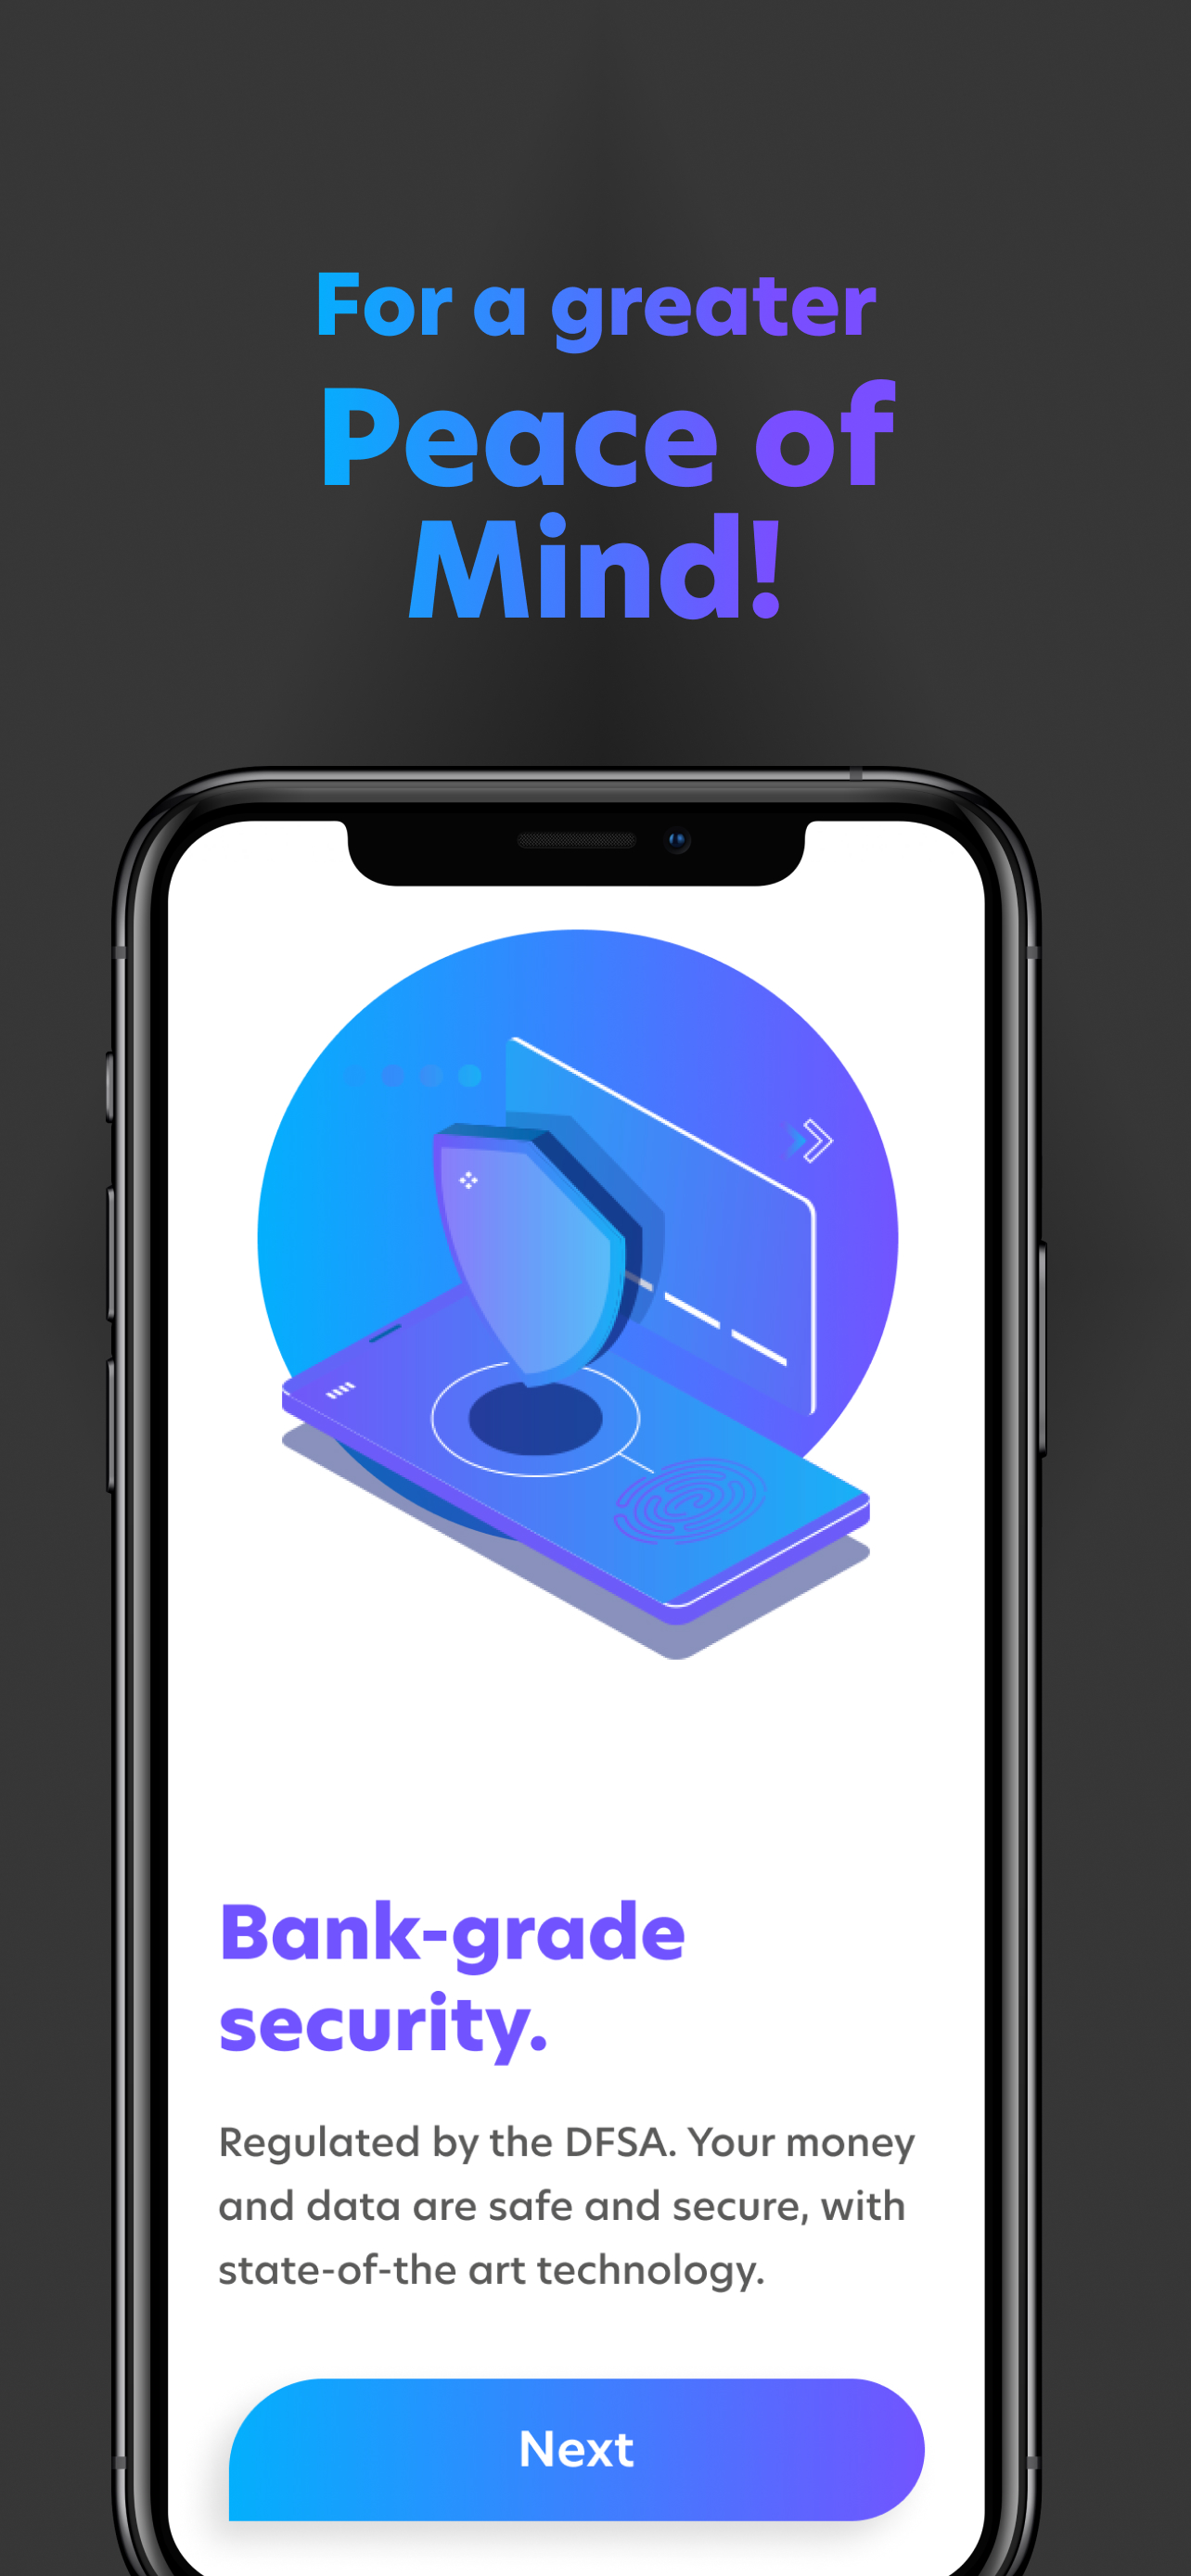 For a greater
Peace of
Mind!
Bank-grade
security.
Regulated by the DFSA. Your money
and data are safe and secure, with
state-of-the art technology.
Next